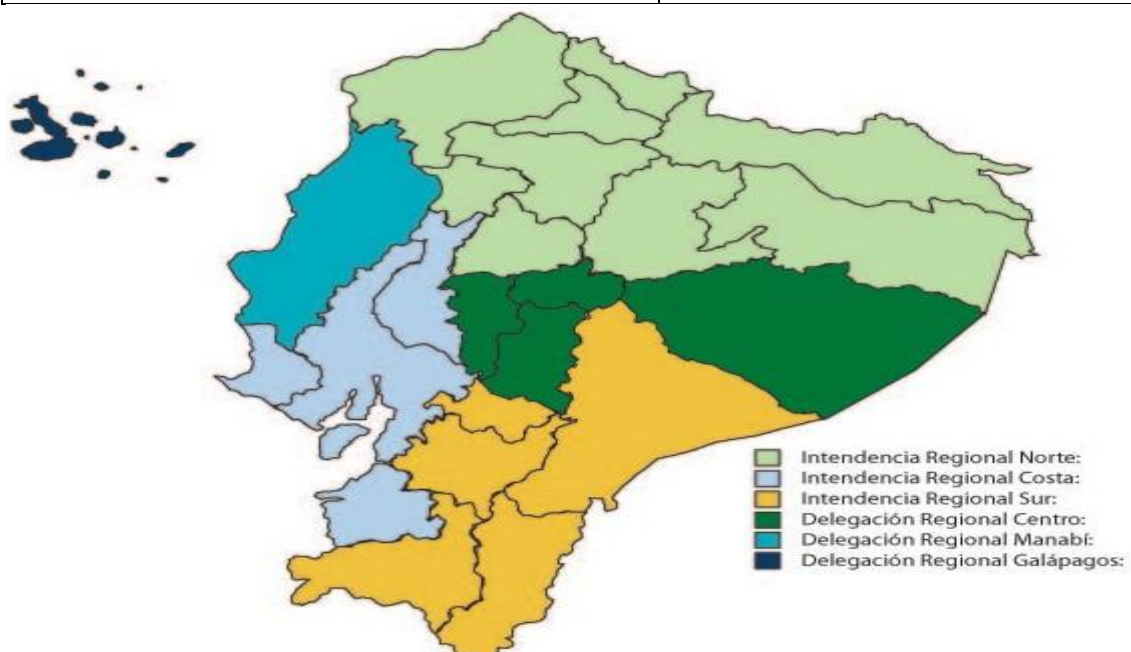 Intendencia Regional Norte:
Intendencia Regional Costa:
Intendencia Regional Sur:
Delegación Regional Centro:
Delegación Regional Manabí:
Delegación Regional Galápagos: